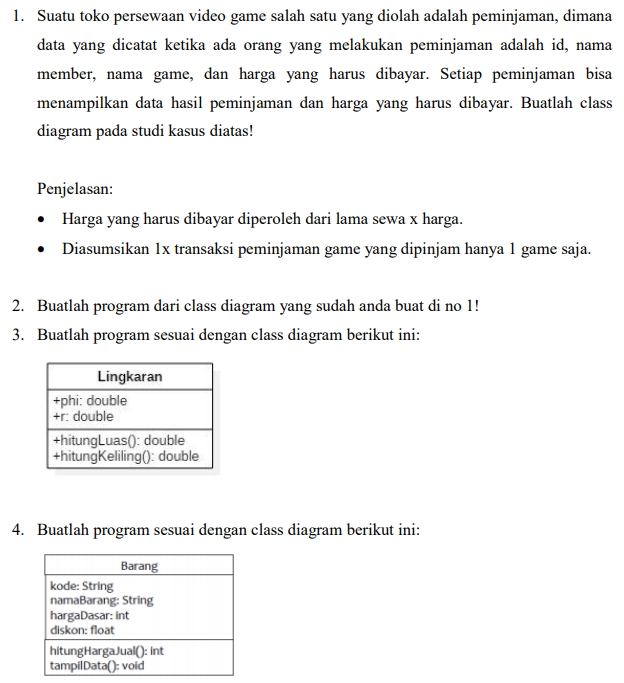 1. Suatu toko persewaan video game salah satu yang diolah adalah peminjaman, dimana
data yang dicatat ketika ada orang yang melakukan peminjaman adalah id, nama
member, nama game, dan harga yang harus dibayar. Setiap peminjaman bisa
menampilkan data hasil peminjaman dan harga yang harus dibayar. Buatlah class
diagram pada studi kasus diatas!
Penjelasan:
• Harga yang harus dibayar diperoleh dari lama sewa x harga.
• Diasumsikan 1x transaksi peminjaman game yang dipinjam hanya 1 game saja.
2. Buatlah program dari class diagram yang sudah anda buat di no 1!
3. Buatlah program sesuai dengan class diagram berikut ini:
Lingkaran
+phi: double
+r: double
+hitungLuas(): double
+hitungKeliling(): double
4. Buatlah program sesuai dengan class diagram berikut ini:
Barang
kode: String
namaBarang: String
hargaDasar: int
diskon: float
hitungHargaJual(): int
tampilData(): void